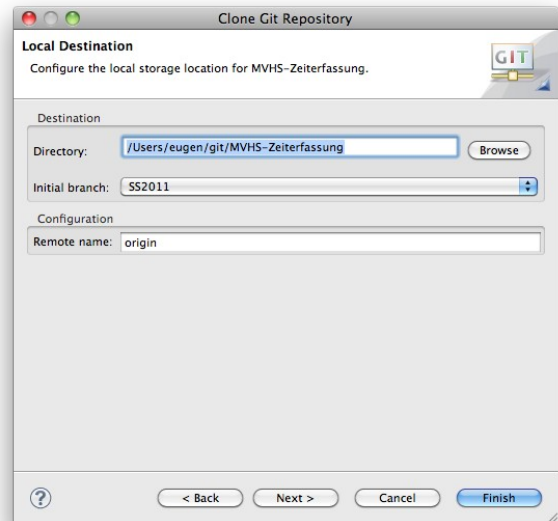 Clone Git Repository
Local Destination
Configure the local storage location for MVHS-Zeiterfassung.
GIT
Destination
Directory: /Users/eugen/git/MVHS-Zeiterfassung Browse
Initial branch: SS2011
Configuration
Remote name: origin
? < Back Next > Cancel Finish